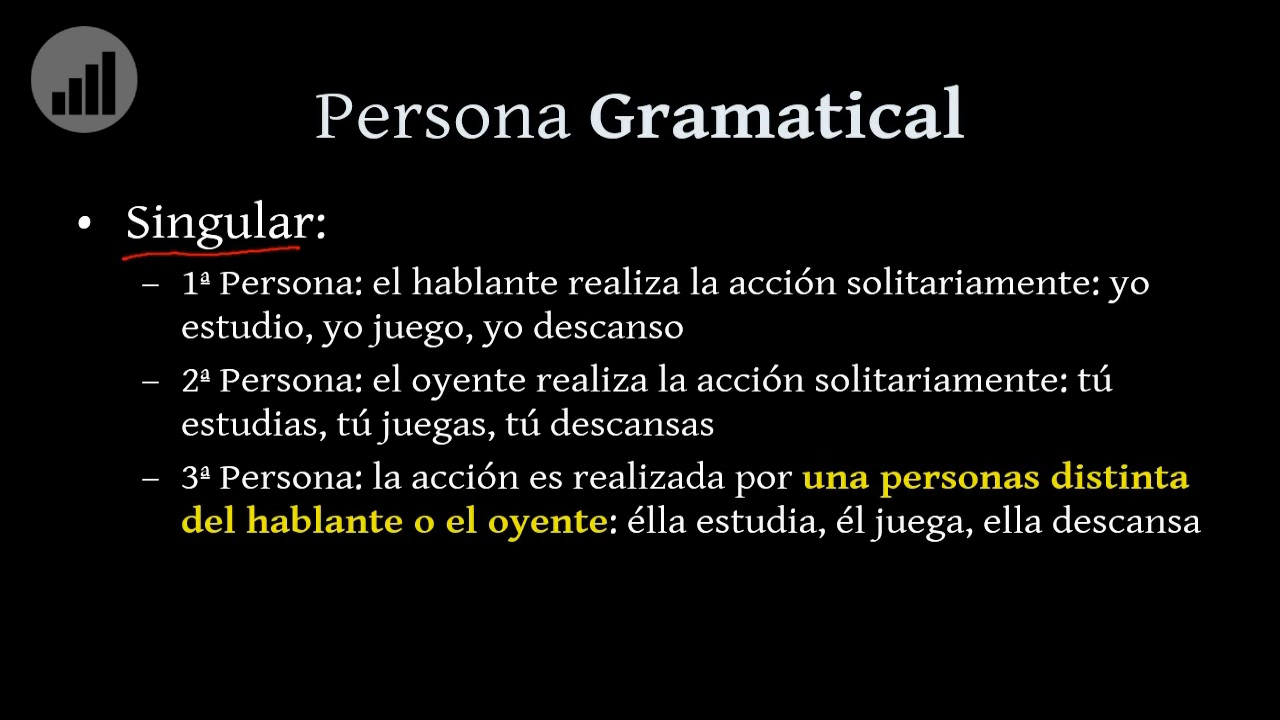 Persona Gramatical
• Singular:
– 1ª Persona: el hablante realiza la acción solitariamente: yo
estudio, yo juego, yo descanso
– 2ª Persona: el oyente realiza la acción solitariamente: tú
estudias, tú juegas, tú descansas
– 3ª Persona: la acción es realizada por una personas distinta
del hablante o el oyente: élla estudia, él juega, ella descansa